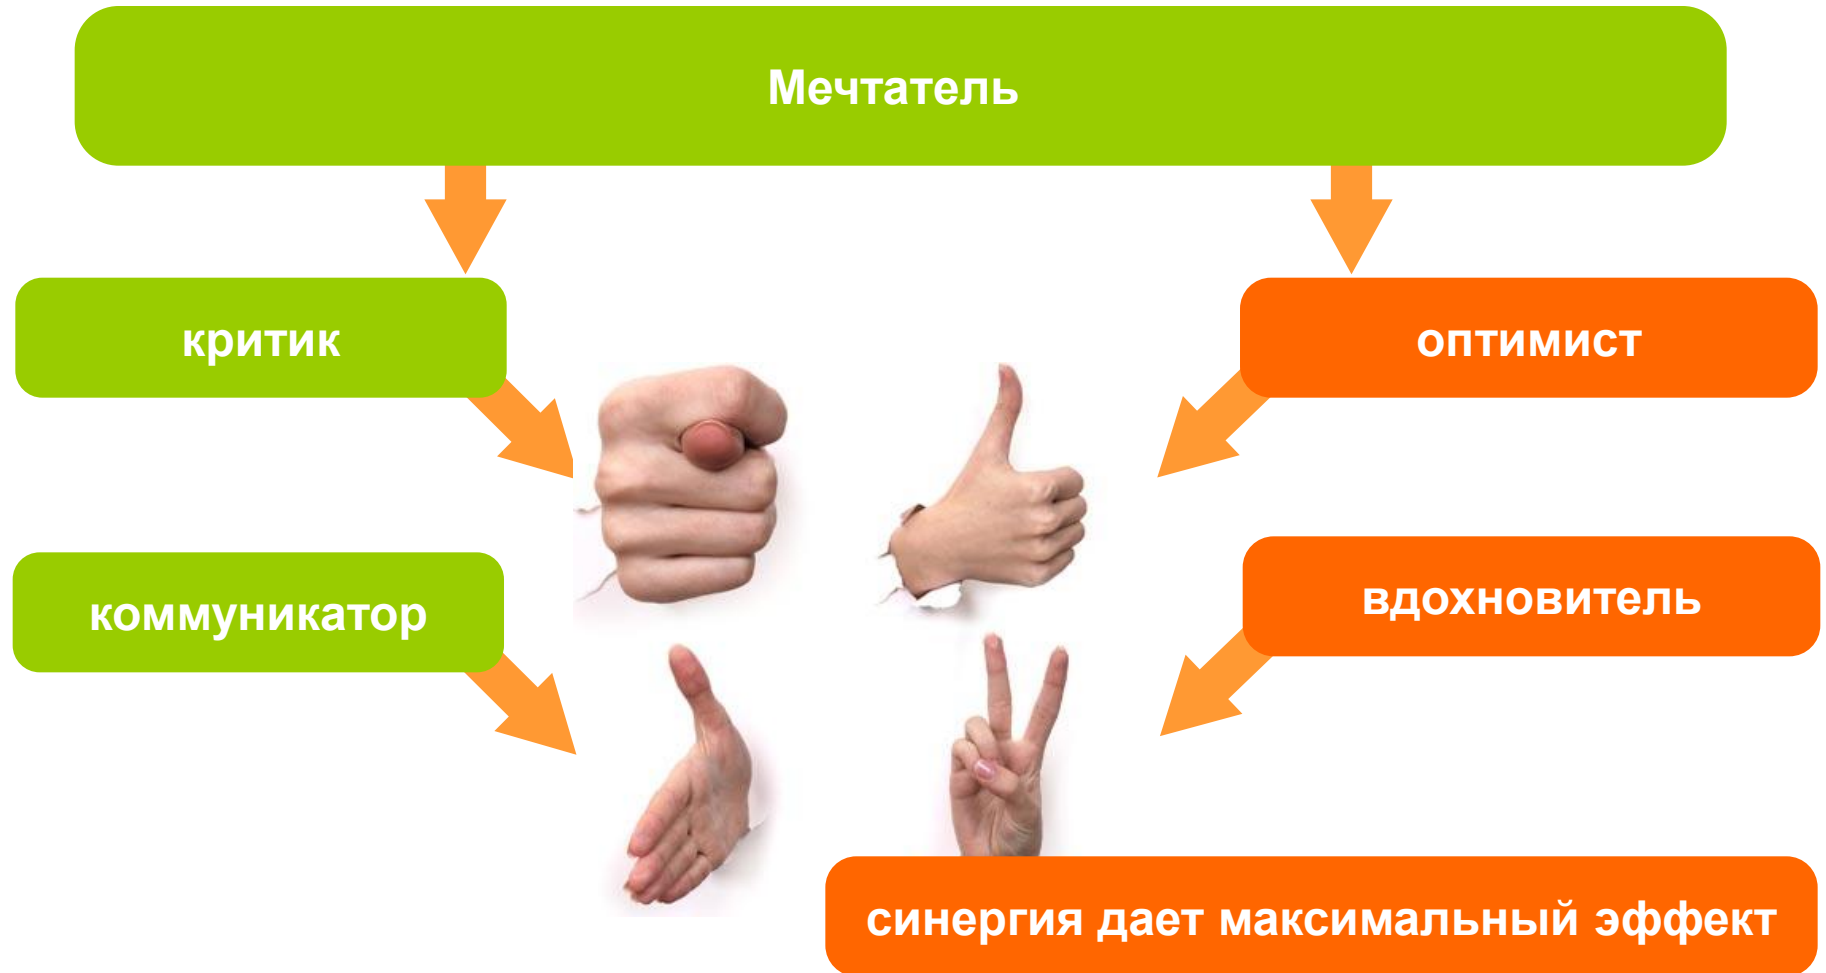 Мечтатель
критик
оптимист
коммуникатор
вдохновитель
синергия дает максимальный эффект